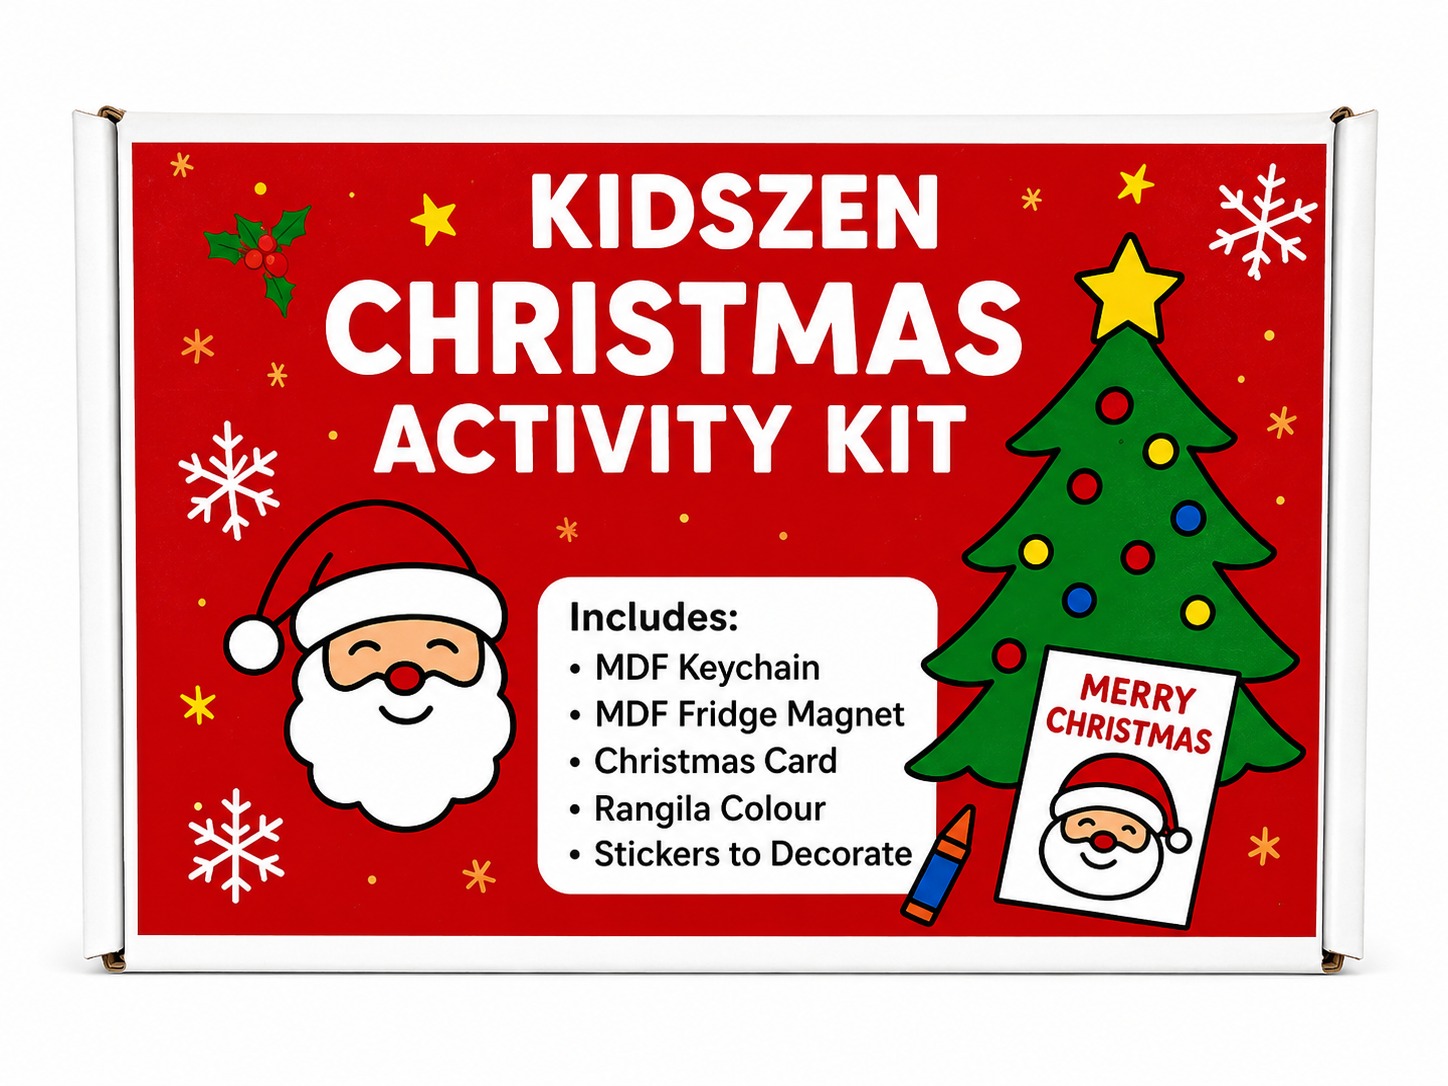 KIDSZEN
CHRISTMAS
ACTIVITY KIT
Includes:
• MDF Keychain
• MDF Fridge Magnet
• Christmas Card
• Rangila Colour
• Stickers to Decorate
MERRY
CHRISTMAS